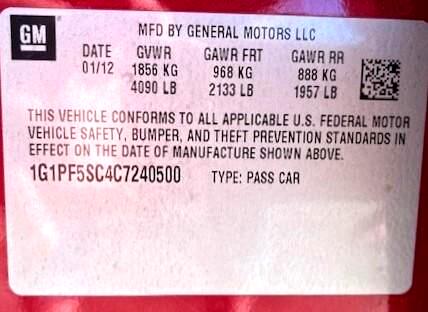 GM
MFD BY GENERAL MOTORS LLC
DATE GVWR GAWR FRT GAWR RR
01/12 1856 KG 968 KG 888 KG
4090 LB 2133 LB 1957 LB
THIS VEHICLE CONFORMS TO ALL APPLICABLE U.S. FEDERAL MOTOR
VEHICLE SAFETY, BUMPER, AND THEFT PREVENTION STANDARDS IN
EFFECT ON THE DATE OF MANUFACTURE SHOWN ABOVE.
1G1PF5SC4C7240500 TYPE: PASS CAR